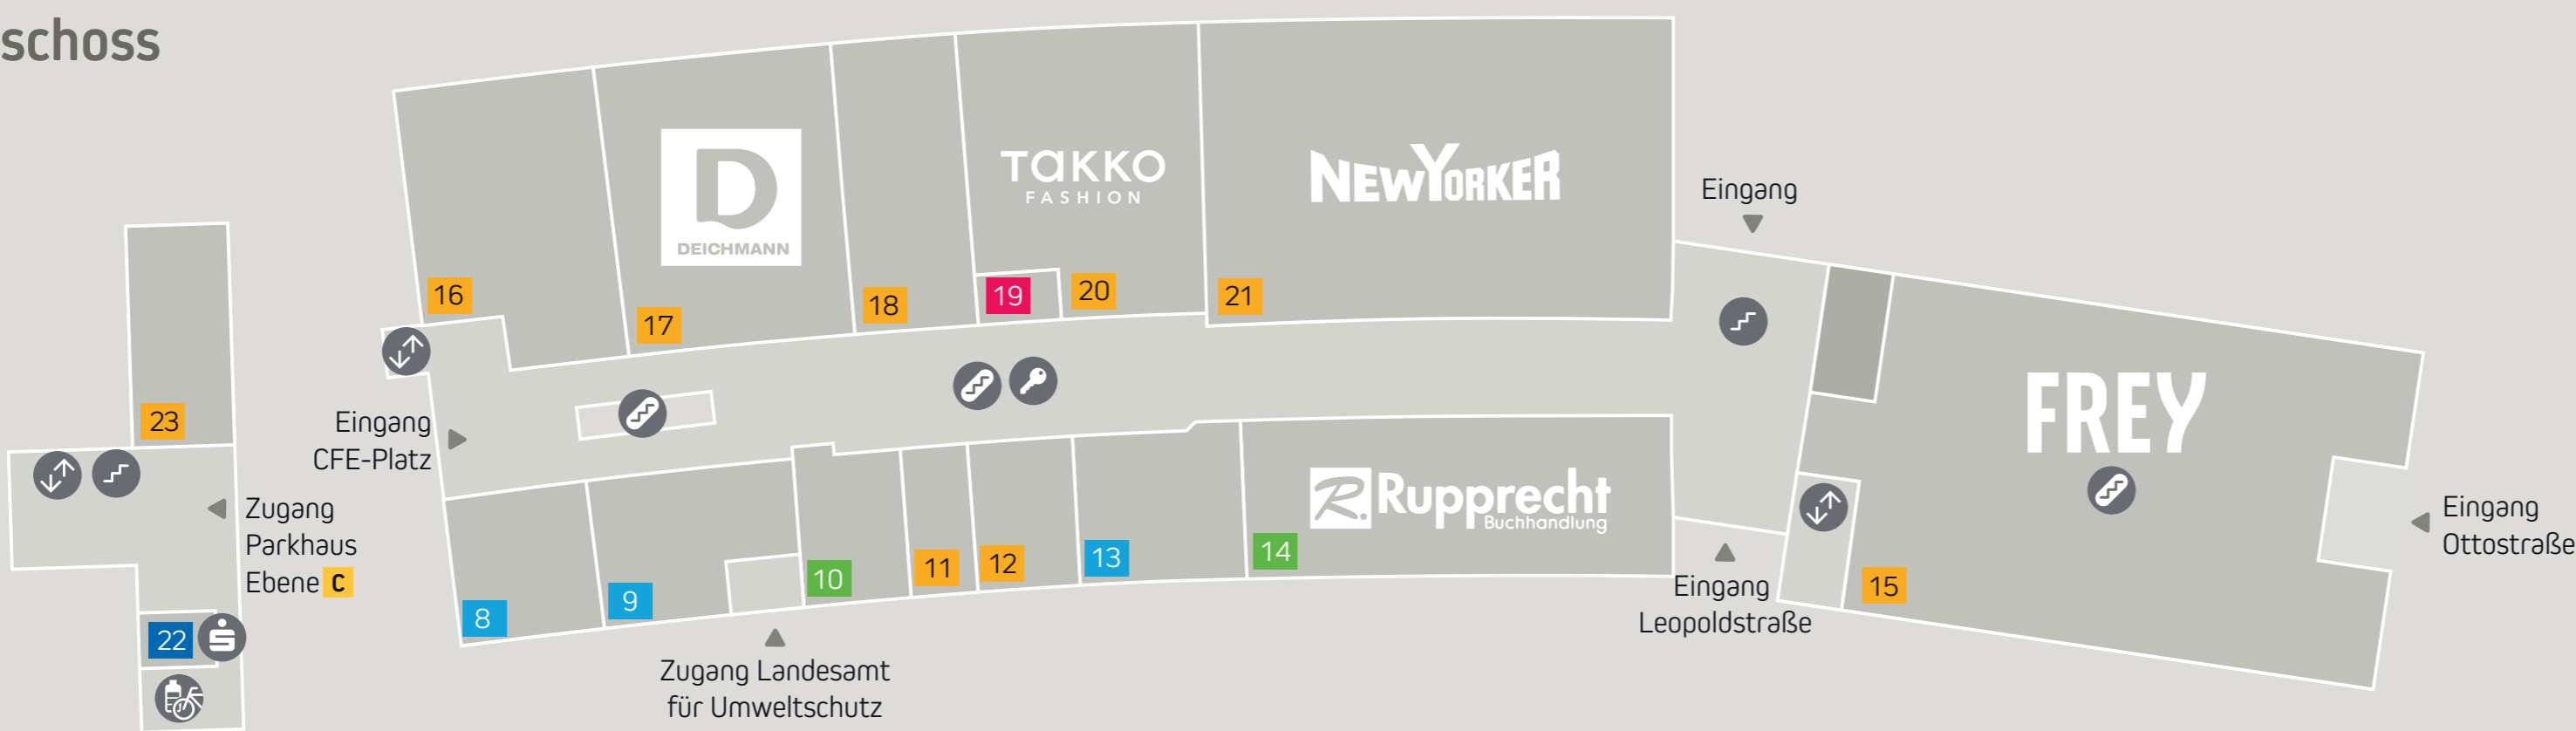 schoss
DEICHMANN
TAKKO
FASHION
NEWYORKER
Eingang
16
17
18
19
20
21
23
Eingang
CFE-Platz
FREY
Zugang
Parkhaus
Ebene C
Rupprecht
Buchhandlung
Eingang
Ottostraße
8
9
10
11
12
13
14
15
Eingang
Leopoldstraße
22
Zugang Landesamt
für Umweltschutz